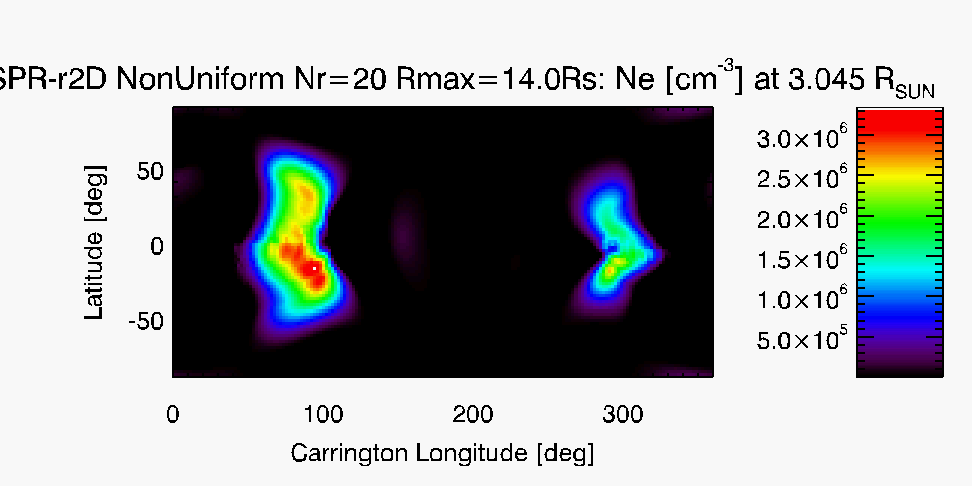 SPR-r2D NonUniform Nr=20 Rmax=14.0Rs: Ne [cm⁻³] at 3.045 R_SUN
3.0×10⁶
2.5×10⁶
2.0×10⁶
1.5×10⁶
1.0×10⁶
5.0×10⁵
Latitude [deg]
50
0
-50
0 100 200 300
Carrington Longitude [deg]